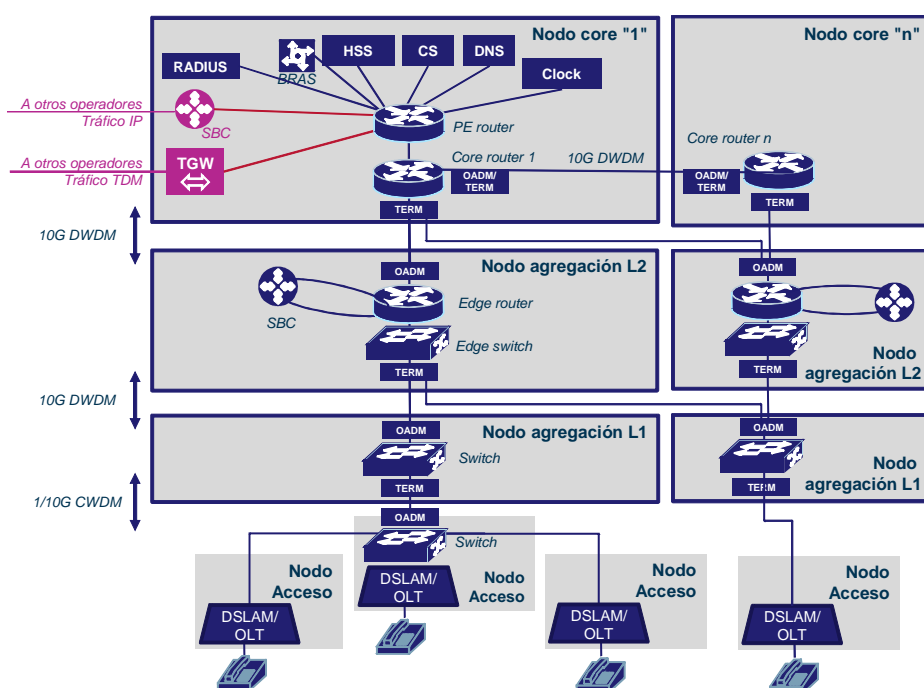 Nodo core "1"
Nodo core "n"
HSS
CS
DNS
RADIUS
BRAS
Clock
A otros operadores
Tráfico IP
SBC
PE router
A otros operadores
Tráfico TDM
TGW
Core router 1
10G DWDM
Core router n
OADM/
TERM
OADM/
TERM
TERM
TERM
10G DWDM
Nodo agregación L2
OADM
OADM
SBC
Edge router
Edge switch
TERM
TERM
Nodo
agregación L2
10G DWDM
Nodo agregación L1
OADM
OADM
Switch
Nodo
agregación L1
TERM
TERM
1/10G CWDM
OADM
Switch
Nodo
Acceso
DSLAM/
OLT
Nodo
Acceso
DSLAM/
OLT
Nodo
Acceso
DSLAM/
OLT
Nodo
Acceso
DSLAM/
OLT